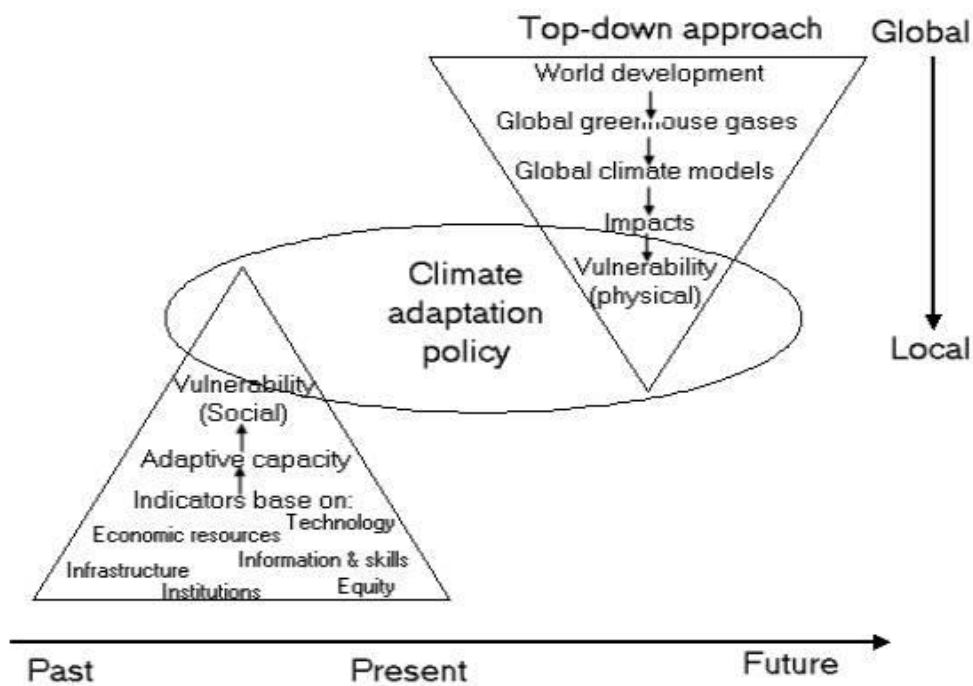 Top-down approach
Global
World development
Global greenhouse gases
Global climate models
Impacts
Vulnerability
(physical)
Climate
adaptation
policy
Local
Vulnerability
(Social)
Adaptive capacity
Indicators base on:
Technology
Economic resources
Information & skills
Infrastructure
Equity
Institutions
Past
Present
Future